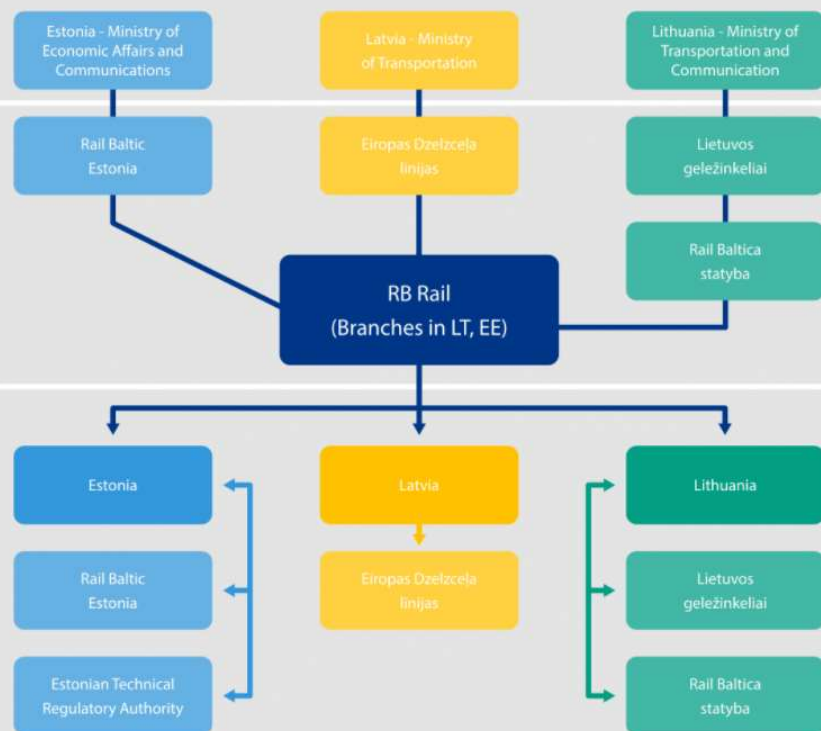 Estonia - Ministry of
Economic Affairs and
Communications
Latvia - Ministry
of Transportation
Lithuania - Ministry of
Transportation and
Communication
Rail Baltic
Estonia
Eiropas Dzelzceļa
linijas
Lietuvos
geležinkeliai
Rail Baltica
statyba
RB Rail
(Branches in LT, EE)
Estonia
Latvia
Lithuania
Rail Baltic
Estonia
Eiropas Dzelzceļa
linijas
Lietuvos
geležinkeliai
Estonian Technical
Regulatory Authority
Rail Baltica
statyba